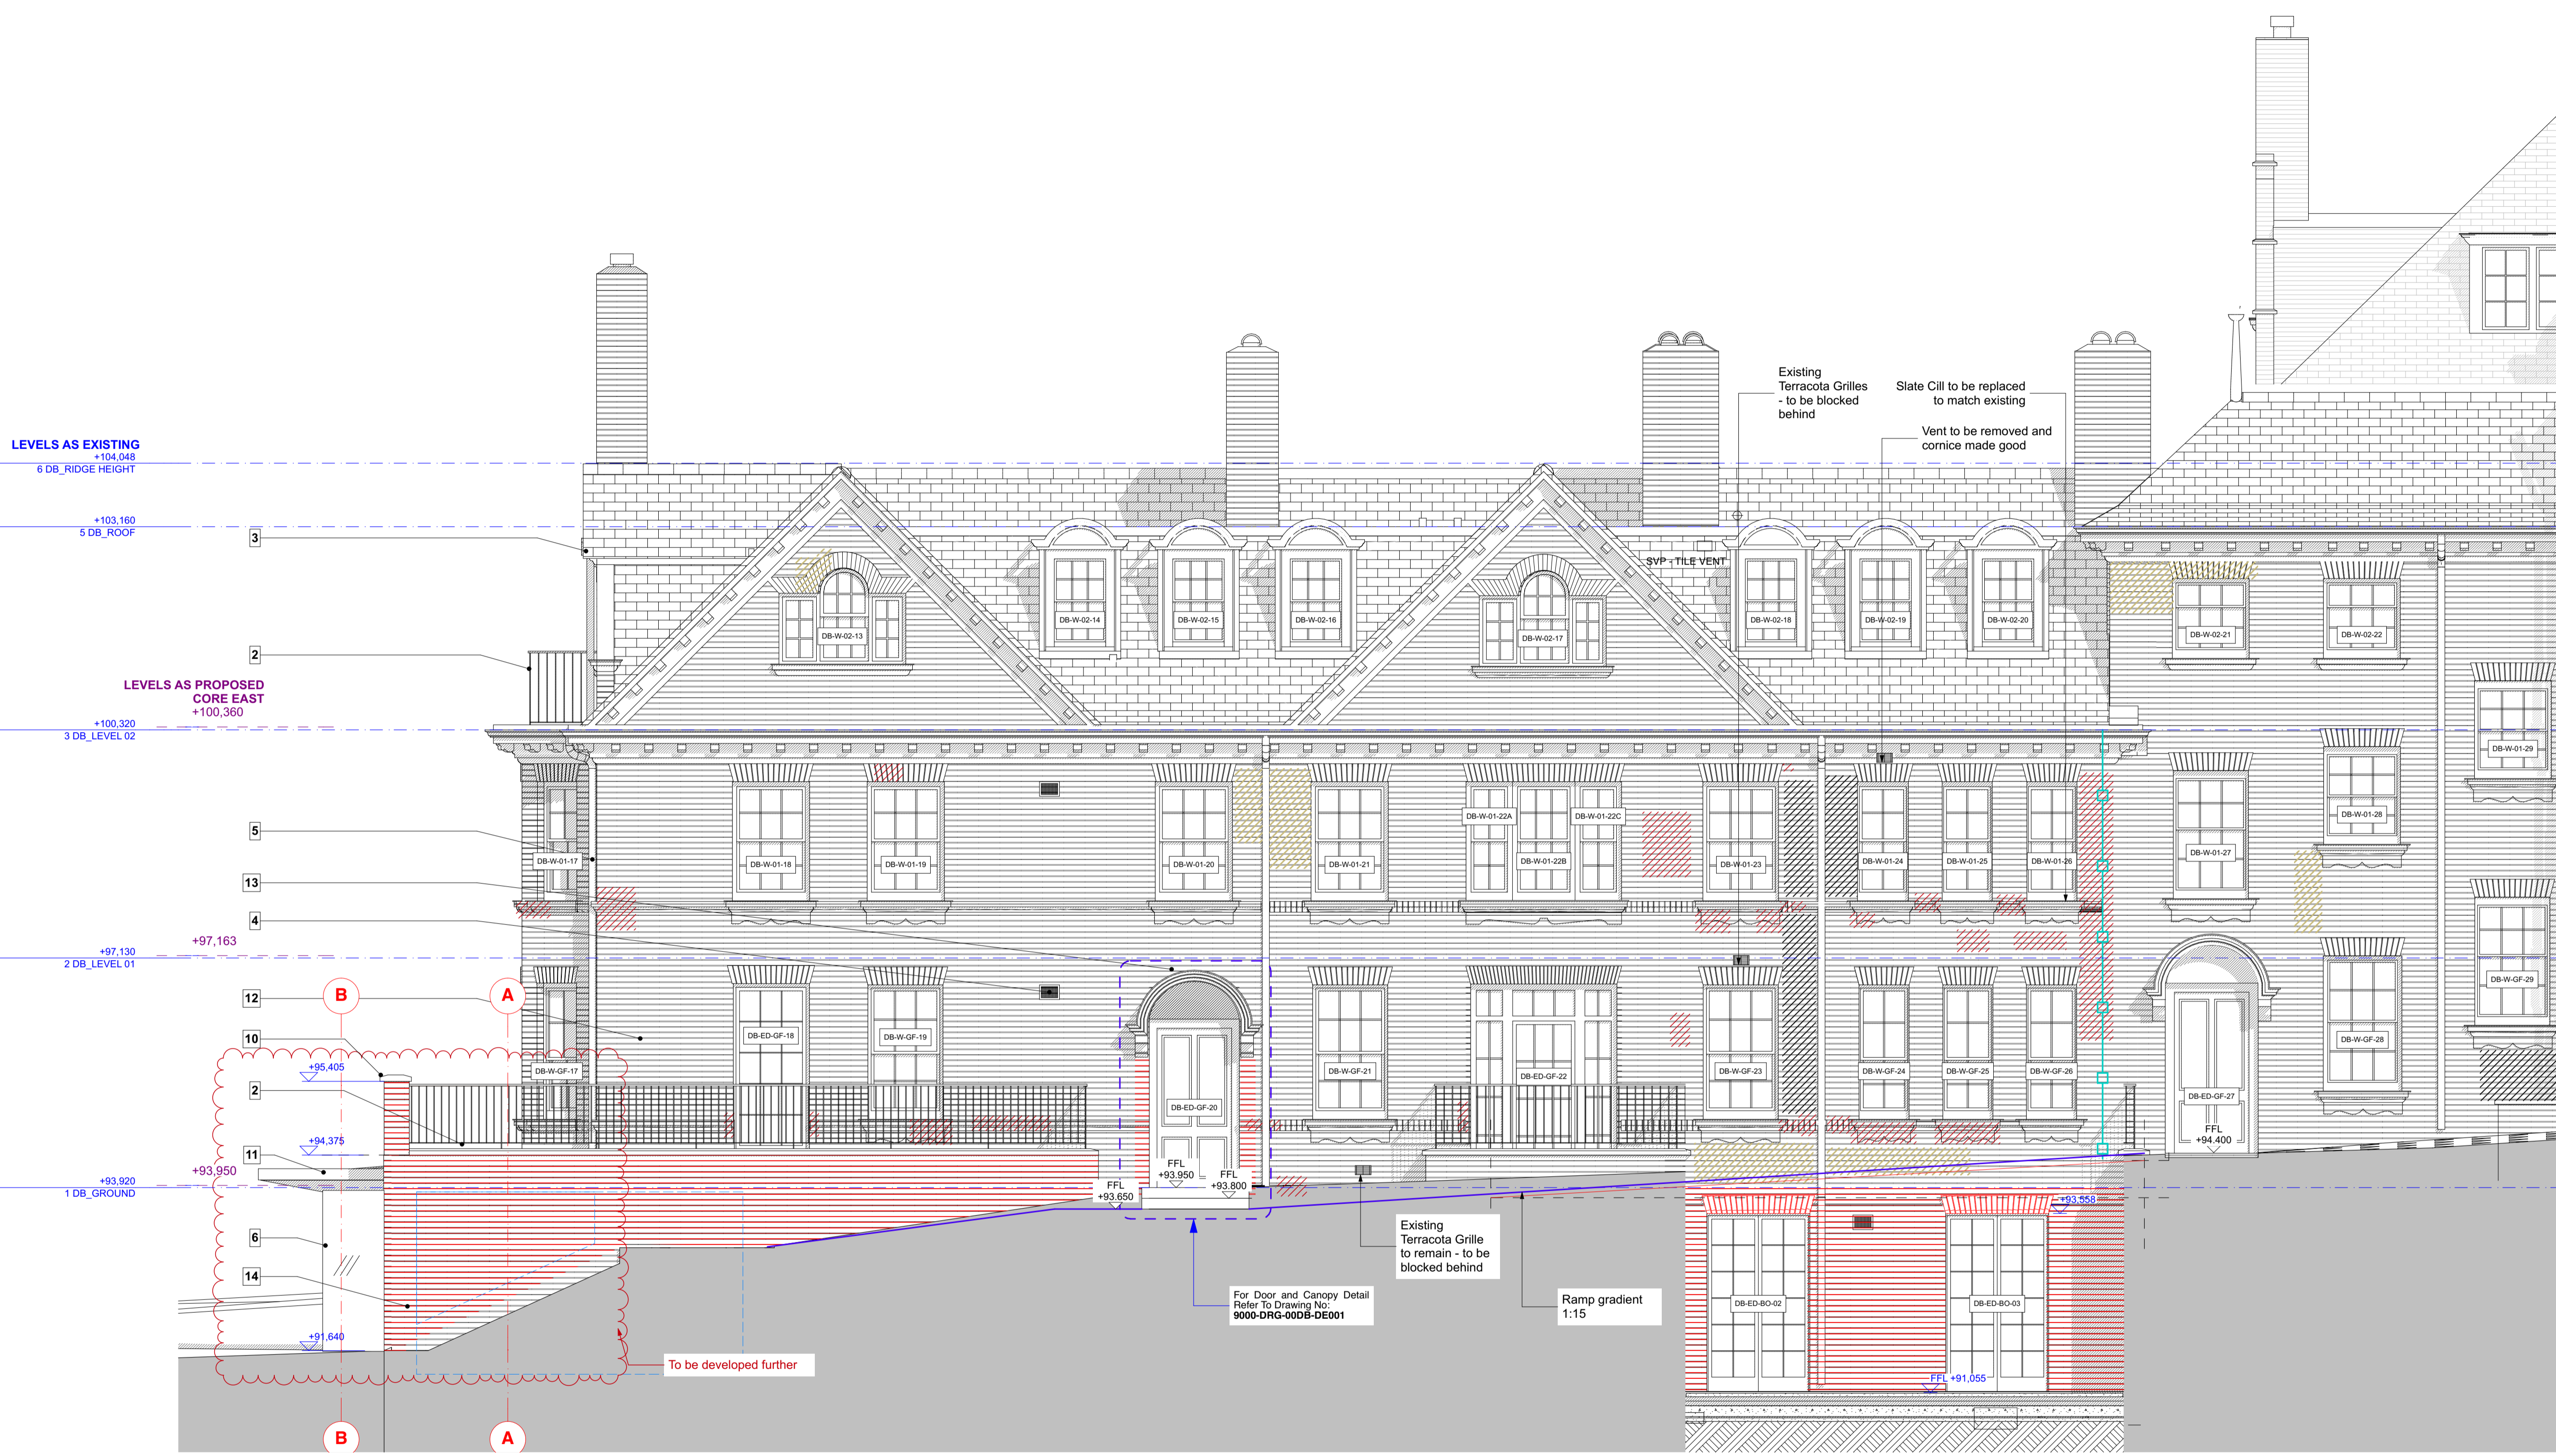 Existing
Terracota Grilles
- to be blocked
behind
Slate Cill to be replaced
to match existing
Vent to be removed and
cornice made good
LEVELS AS EXISTING
+104,048
6 DB_RIDGE HEIGHT
+103,160
5 DB_ROOF
3
SVP - TILE VENT
DB-W-02-13
DB-W-02-14
DB-W-02-15
DB-W-02-16
DB-W-02-17
DB-W-02-18
DB-W-02-19
DB-W-02-20
DB-W-02-21
DB-W-02-22
2
LEVELS AS PROPOSED
CORE EAST
+100,360
+100,320
3 DB_LEVEL 02
DB-W-01-29
5
DB-W-01-17
DB-W-01-18
DB-W-01-19
DB-W-01-20
DB-W-01-21
DB-W-01-22A
DB-W-01-22B
DB-W-01-22C
DB-W-01-23
DB-W-01-24
DB-W-01-25
DB-W-01-26
DB-W-01-27
DB-W-01-28
13
4
+97,163
+97,130
2 DB_LEVEL 01
12
B
A
10
+95,405
DB-W-GF-17
DB-ED-GF-18
DB-W-GF-19
DB-ED-GF-20
DB-W-GF-21
DB-ED-GF-22
DB-W-GF-23
DB-W-GF-24
DB-W-GF-25
DB-W-GF-26
DB-ED-GF-27
DB-W-GF-28
DB-W-GF-29
2
+94,375
11
+93,950
+93,920
1 DB_GROUND
FFL
+93.650
FFL
+93.950
FFL
+93.800
FFL
+94.400
+93,558
6
Existing
Terracota Grille
to remain - to be
blocked behind
14
For Door and Canopy Detail
Refer To Drawing No:
9000-DRG-00DB-DE001
Ramp gradient
1:15
DB-ED-BO-02
DB-ED-BO-03
+91,640
To be developed further
FFL +91,055
B
A